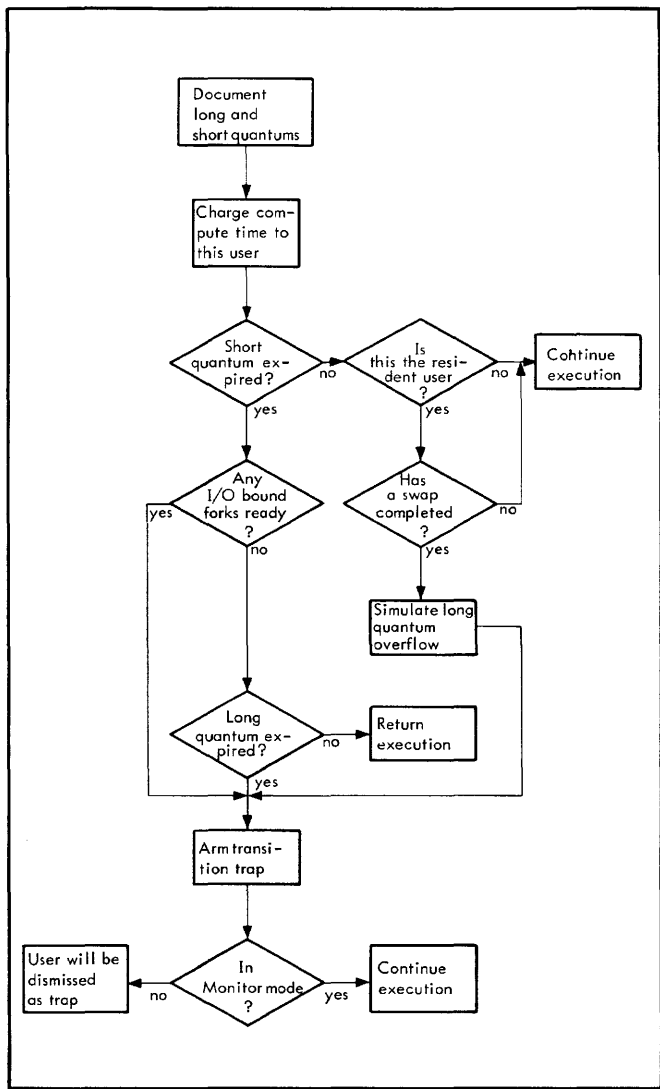 Document
long and
short quantums
Charge com-
pute time to
this user
Short
quantum ex-
pired?
no
yes
Is
this the resi-
dent user
?
no
yes
Continue
execution
Any
I/O bound
forks ready
?
yes
no
Has
a swap
completed
?
no
yes
Simulate long
quantum
overflow
Long
quantum ex-
pired?
no
yes
Return
execution
Arm transi-
tion trap
In
Monitor mode
?
no
yes
User will be
dismissed
as trap
Continue
execution